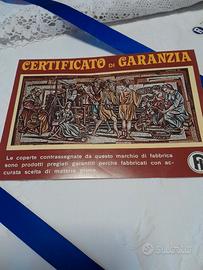 CERTIFICATO DI GARANZIA
Le coperte contrassegnate da questo marchio di fabbrica
sono prodotti pregiati garantiti perchè fabbricati con ac-
curata scelta di materie prime.
Subito.it